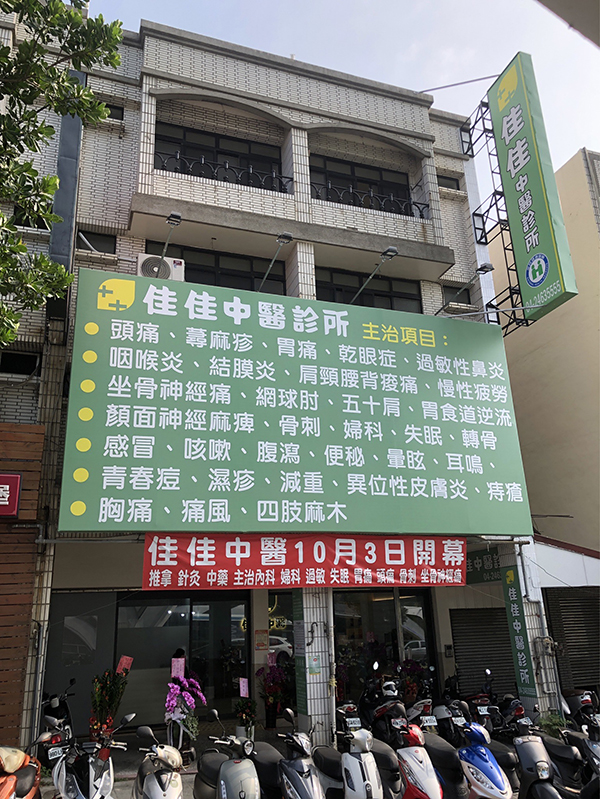 佳佳中醫診所 主治項目：
頭痛、蕁麻疹、胃痛、乾眼症、過敏性鼻炎
咽喉炎、結膜炎、肩頸腰背痠痛、慢性疲勞
坐骨神經痛、網球肘、五十肩、胃食道逆流
顏面神經麻痺、骨刺、婦科、失眠、轉骨
感冒、咳嗽、腹瀉、便秘、暈眩、耳鳴、
青春痘、濕疹、減重、異位性皮膚炎、痔瘡
胸痛、痛風、四肢麻木
佳佳中醫診所
04-24635555
佳佳中醫10月3日開幕
推拿 針灸 中藥 主治內科 婦科 過敏 失眠 胃痛 頭痛 骨刺 坐骨神經痛
佳佳中醫診所